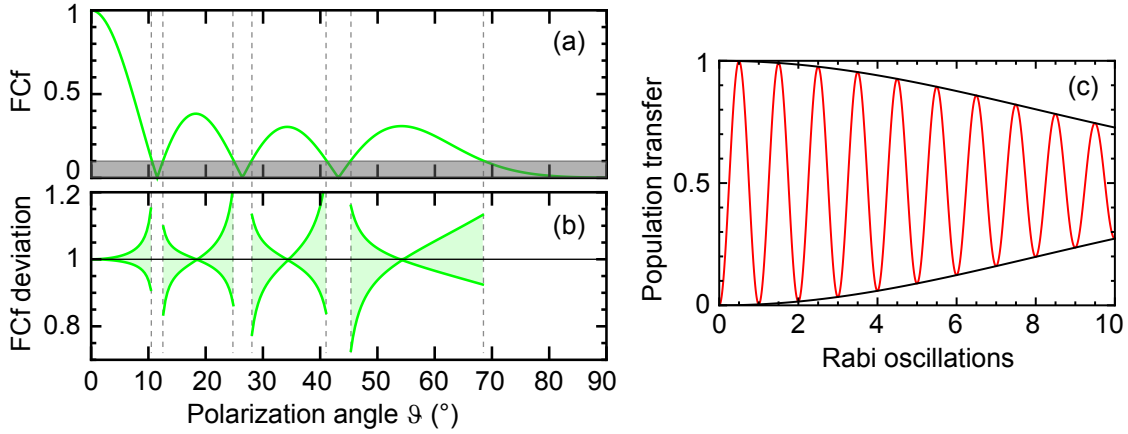 (a)
FCf
1
0.5
0
(b)
FCf deviation
1.2
1
0.8
0 10 20 30 40 50 60 70 80 90
Polarization angle ϑ (°)
(c)
Population transfer
1
0.5
0
0 2 4 6 8 10
Rabi oscillations